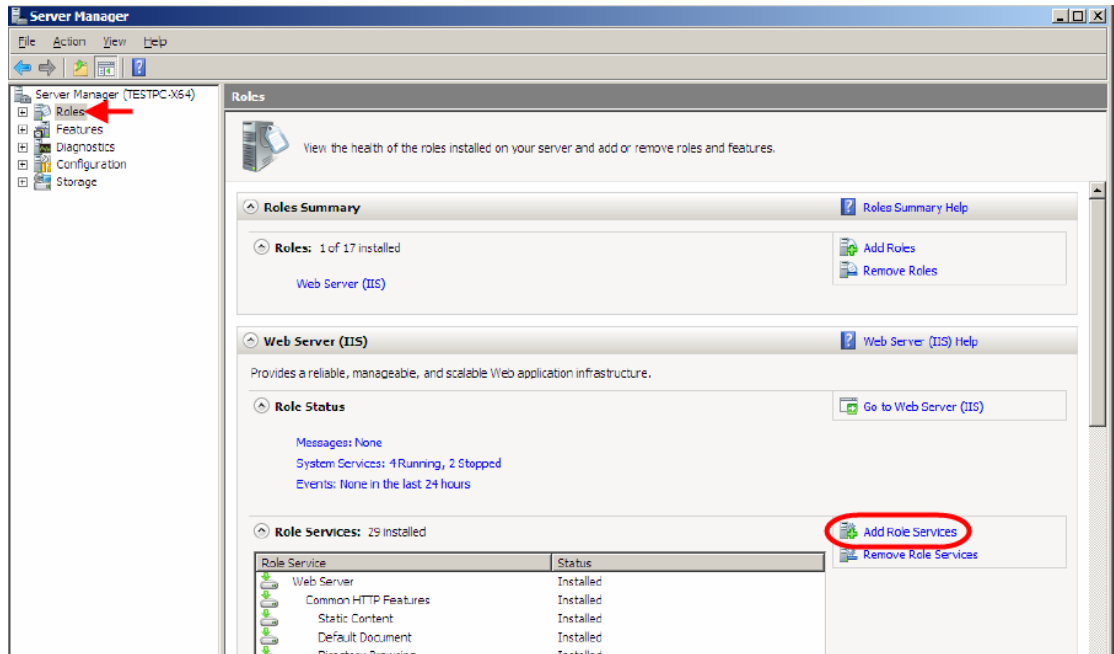 Server Manager
File Action View Help
Server Manager (TESTPC-X64)
Roles
Features
Diagnostics
Configuration
Storage
Roles
View the health of the roles installed on your server and add or remove roles and features.
Roles Summary
Roles Summary Help
Roles: 1 of 17 installed
Add Roles
Remove Roles
Web Server (IIS)
Web Server (IIS)
Web Server (IIS) Help
Provides a reliable, manageable, and scalable Web application infrastructure.
Role Status
Go to Web Server (IIS)
Messages: None
System Services: 4 Running, 2 Stopped
Events: None in the last 24 hours
Role Services: 29 installed
Add Role Services
Remove Role Services
Role Service Status
Web Server Installed
Common HTTP Features Installed
Static Content Installed
Default Document Installed
Directory Browsing Installed